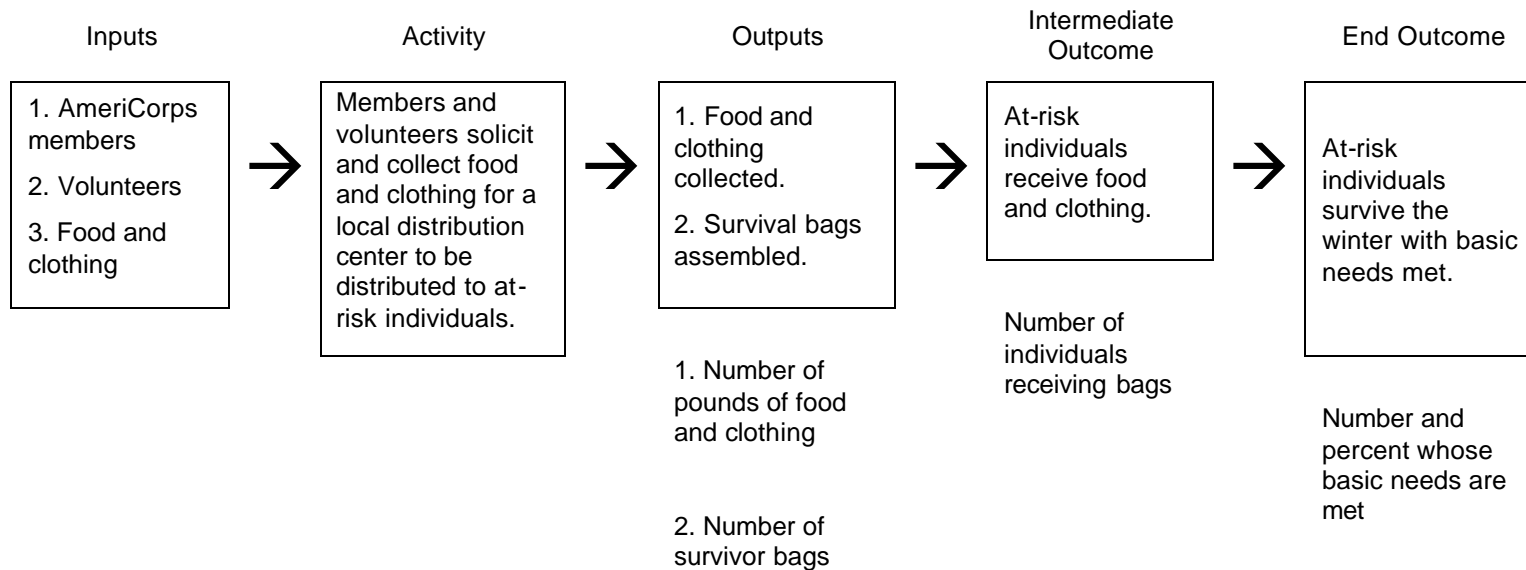 Inputs
1. AmeriCorps
members
2. Volunteers
3. Food and
clothing
Activity
Members and
volunteers solicit
and collect food
and clothing for a
local distribution
center to be
distributed to at-
risk individuals.
Outputs
1. Food and
clothing
collected.
2. Survival bags
assembled.
1. Number of
pounds of food
and clothing
2. Number of
survivor bags
Intermediate
Outcome
At-risk
individuals
receive food
and clothing.
Number of
individuals
receiving bags
End Outcome
At-risk
individuals
survive the
winter with basic
needs met.
Number and
percent whose
basic needs are
met